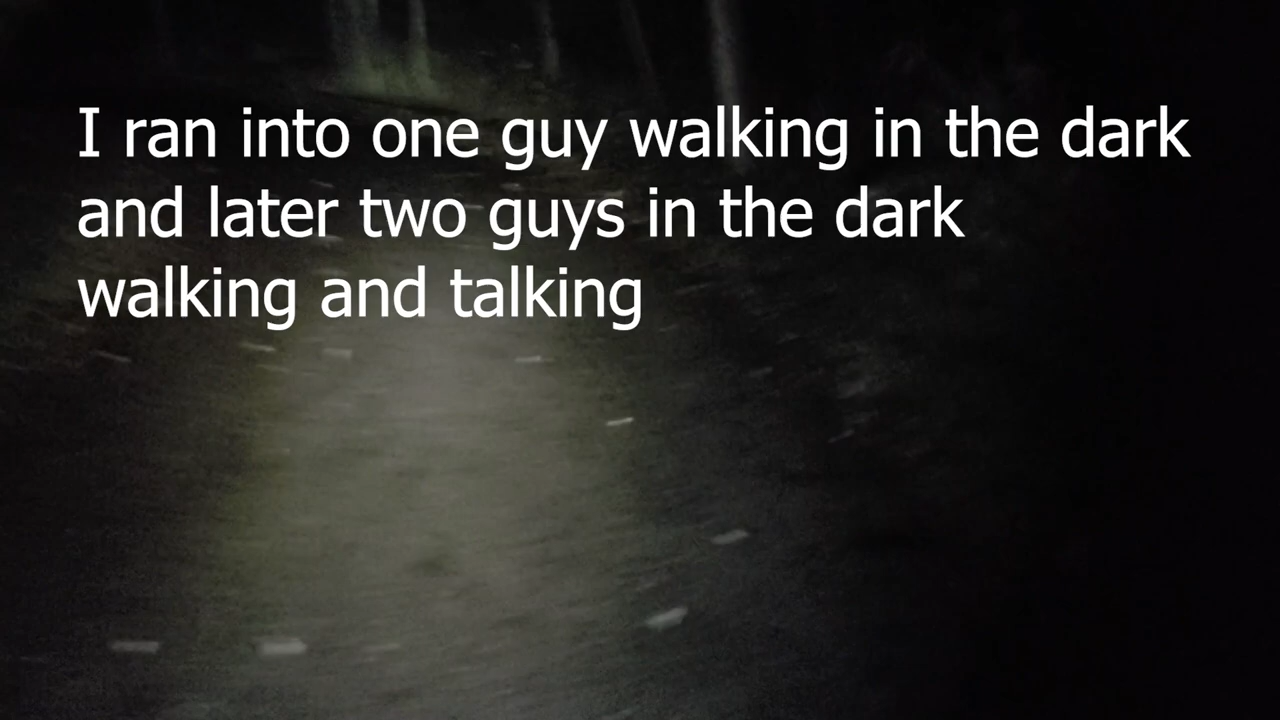 I ran into one guy walking in the dark
and later two guys in the dark
walking and talking